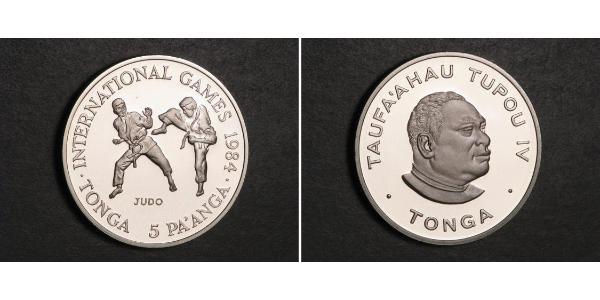 · INTERNATIONAL GAMES 1984 ·
JUDO
TONGA 5 PA'ANGA
TAUFA'AHAU TUPOU IV
· TONGA ·